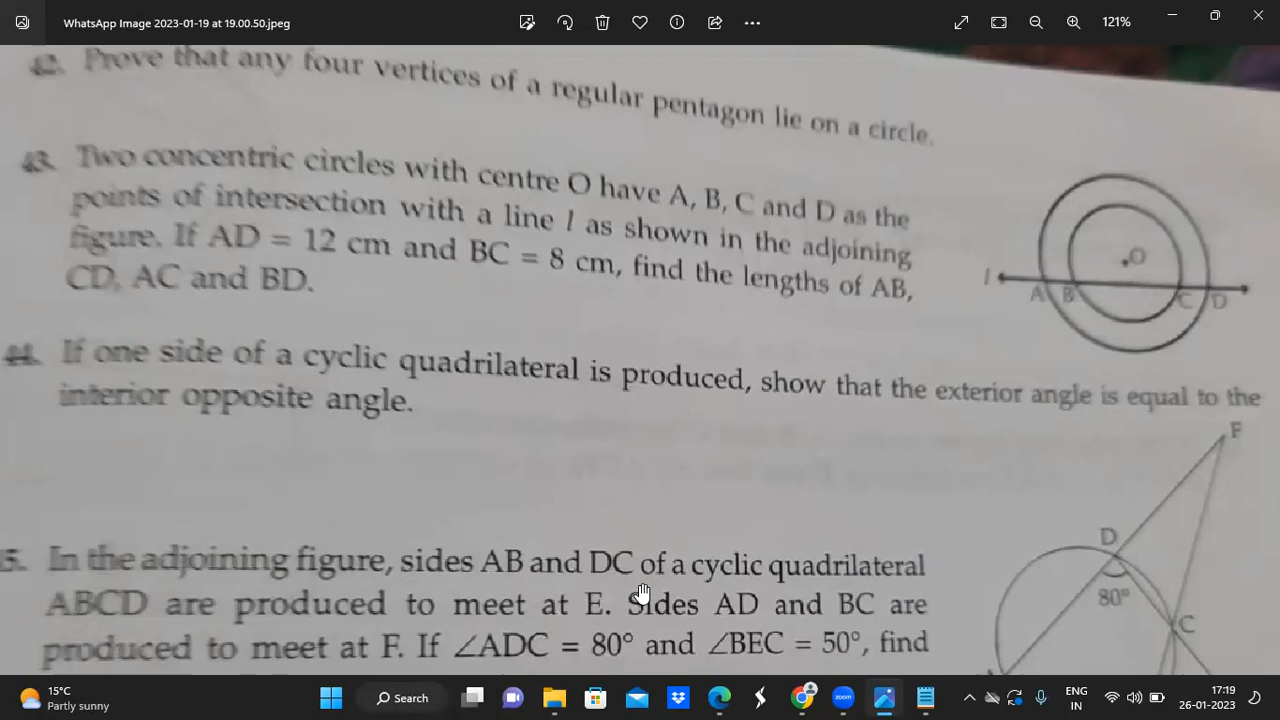 WhatsApp Image 2023-01-19 at 19.00.50.jpeg
121%
42. Prove that any four vertices of a regular pentagon lie on a circle.
43. Two concentric circles with centre O have A, B, C and D as the
points of intersection with a line l as shown in the adjoining
figure. If AD = 12 cm and BC = 8 cm, find the lengths of AB,
CD, AC and BD.
O
l
A B C D
44. If one side of a cyclic quadrilateral is produced, show that the exterior angle is equal to the
interior opposite angle.
F
D
80°
C
5. In the adjoining figure, sides AB and DC of a cyclic quadrilateral
ABCD are produced to meet at E. Sides AD and BC are
produced to meet at F. If ∠ADC = 80° and ∠BEC = 50°, find
15°C
Partly sunny
Search
zoom
ENG
IN
17:19
26-01-2023